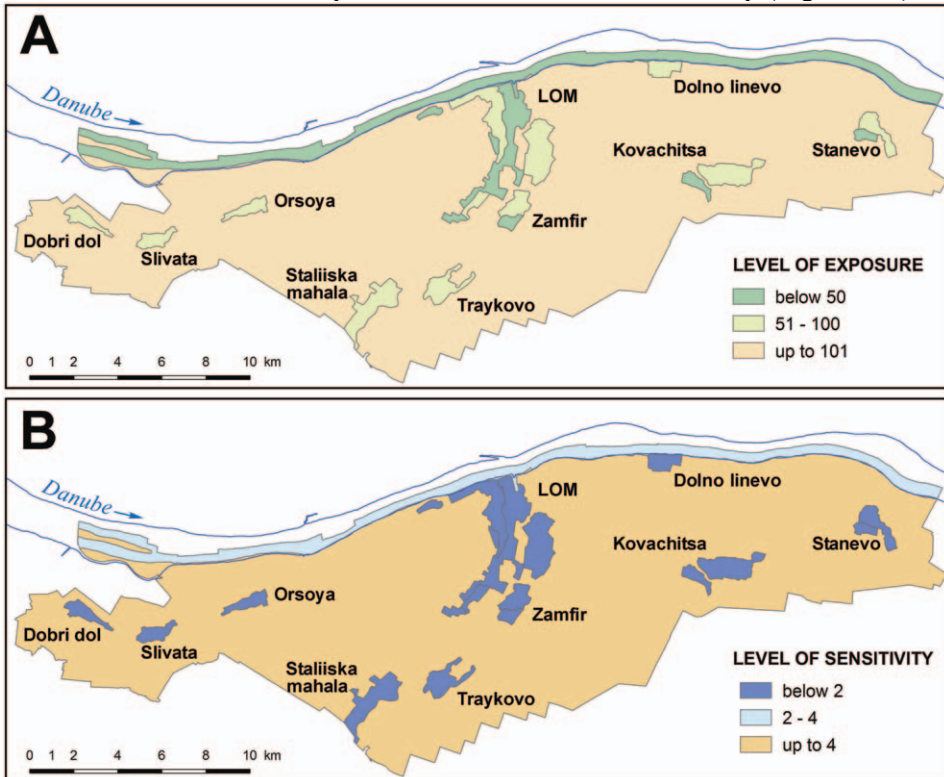 A
Danube
LOM
Dolno linevo
Kovachitsa
Stanevo
Orsoya
Dobri dol
Slivata
Zamfir
Staliiska
mahala
Traykovo
LEVEL OF EXPOSURE
below 50
51 - 100
up to 101
0 2 4 6 8 10 km
B
Danube
LOM
Dolno linevo
Kovachitsa
Stanevo
Orsoya
Dobri dol
Slivata
Zamfir
Staliiska
mahala
Traykovo
LEVEL OF SENSITIVITY
below 2
2 - 4
up to 4
0 2 4 6 8 10 km